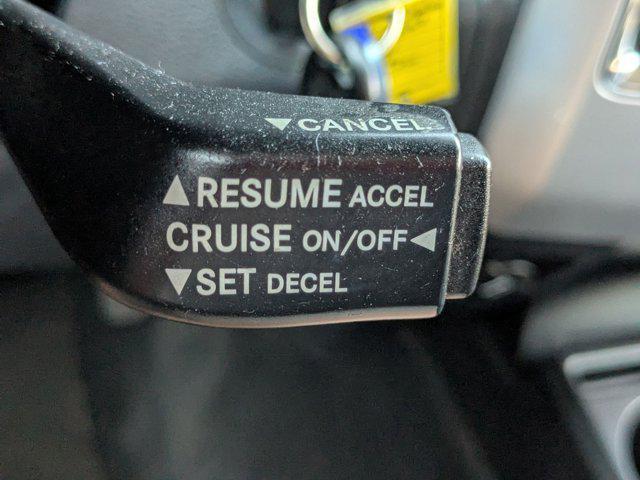 ▼CANCEL
▲RESUME ACCEL
CRUISE ON/OFF◀
▼SET DECEL